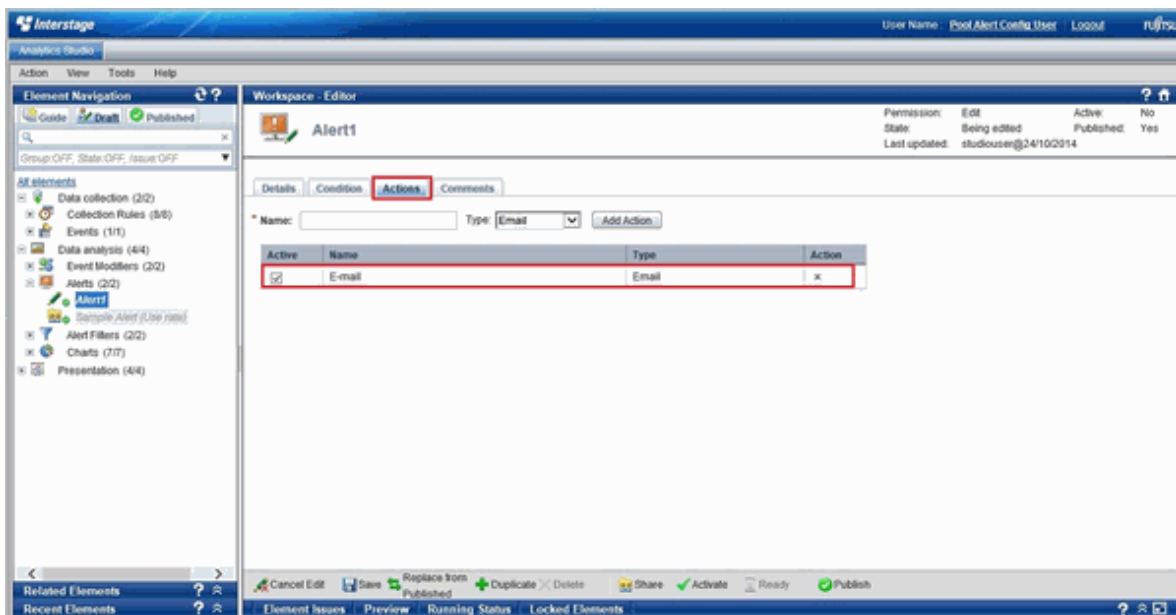 Interstage
User Name : Pool Alert Config User Logout
Analytics Studio
Action View Tools Help
Element Navigation
Guide Draft Published
Group:OFF, State:OFF, Issue:OFF
All elements
Data collection (2/2)
Collection Rules (8/8)
Events (1/1)
Data analysis (4/4)
Event Modifiers (2/2)
Alerts (2/2)
Alert1
Sample Alert (Use rate)
Alert Filters (2/2)
Charts (7/7)
Presentation (4/4)
Related Elements
Recent Elements
Workspace - Editor
Alert1
Permission: Edit Active: No
State: Being edited Published: Yes
Last updated: studiouser@24/10/2014
Details Condition Actions Comments
* Name: Type: Email Add Action
Active Name Type Action
E-mail Email ×
Cancel Edit Save Replace from Published Duplicate Delete Share Activate Ready Publish
Element Issues Preview Running Status Locked Elements